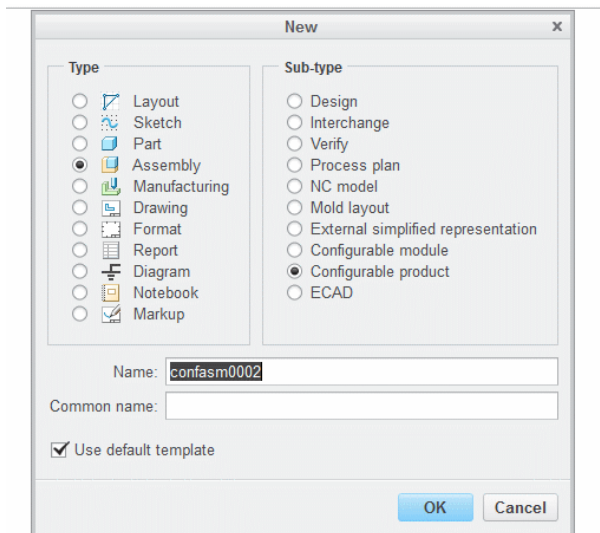 New
Type
Layout
Sketch
Part
Assembly
Manufacturing
Drawing
Format
Report
Diagram
Notebook
Markup
Sub-type
Design
Interchange
Verify
Process plan
NC model
Mold layout
External simplified representation
Configurable module
Configurable product
ECAD
Name: confasm0002
Common name:
Use default template
OK Cancel